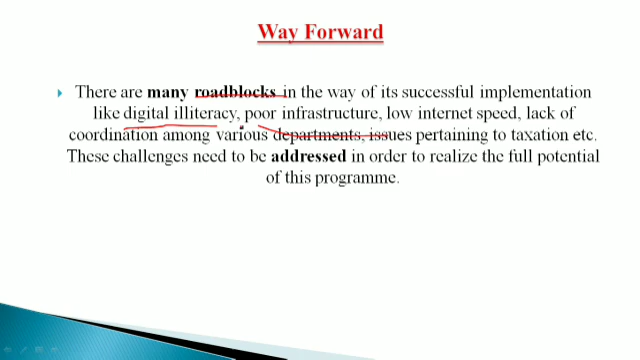 Way Forward
There are many roadblocks in the way of its successful implementation
like digital illiteracy, poor infrastructure, low internet speed, lack of
coordination among various departments, issues pertaining to taxation etc.
These challenges need to be addressed in order to realize the full potential
of this programme.